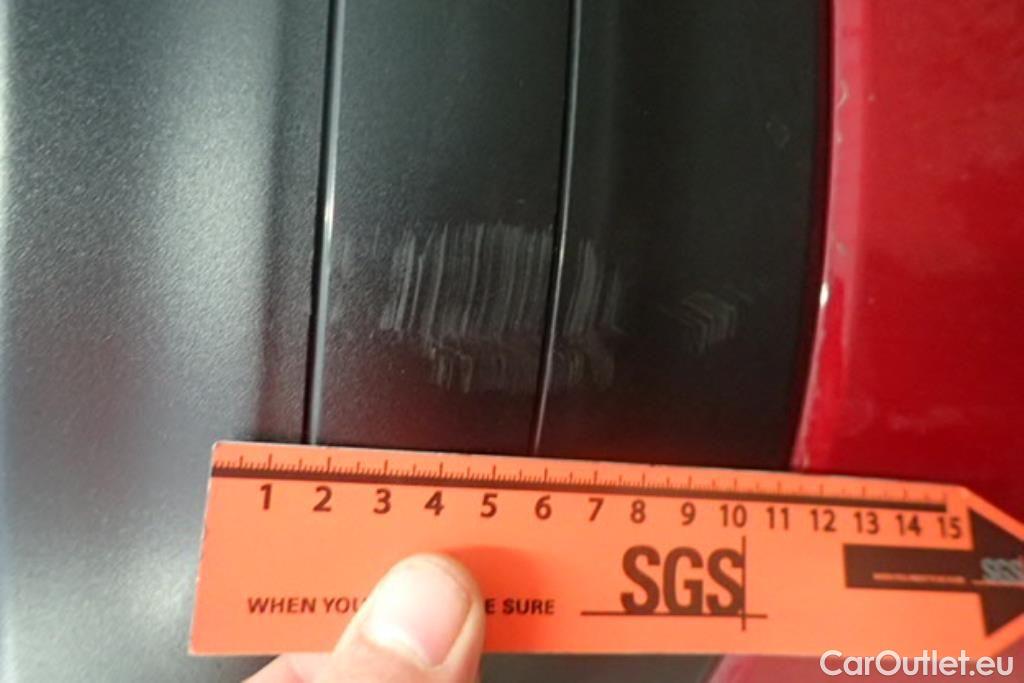 1 2 3 4 5 6 7 8 9 10 11 12 13 14 15
SGS
SGS
WHEN YOU E SURE
CarOutlet.eu